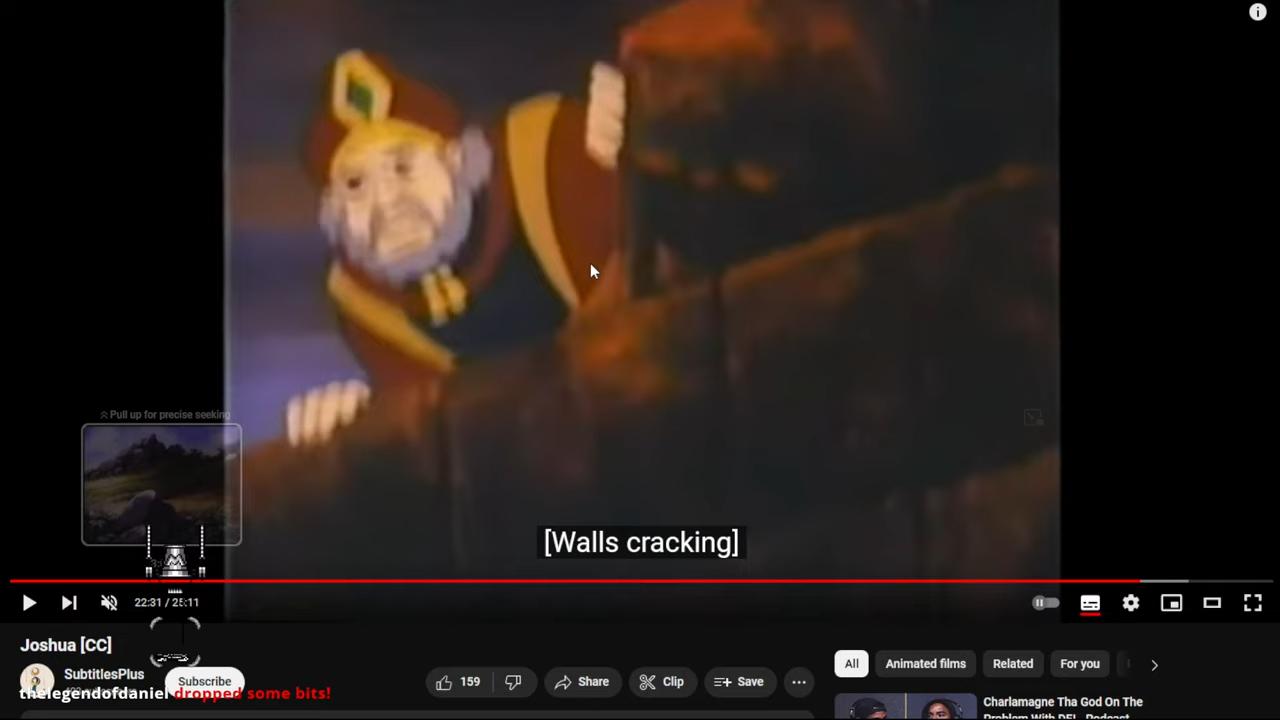 [Walls cracking]
Pull up for precise seeking
22:31 / 25:11
Joshua [CC]
SubtitlesPlus
Subscribe
159
Share
Clip
Save
All
Animated films
Related
For you
thelegendofdaniel dropped some bits!
Charlamagne Tha God On The